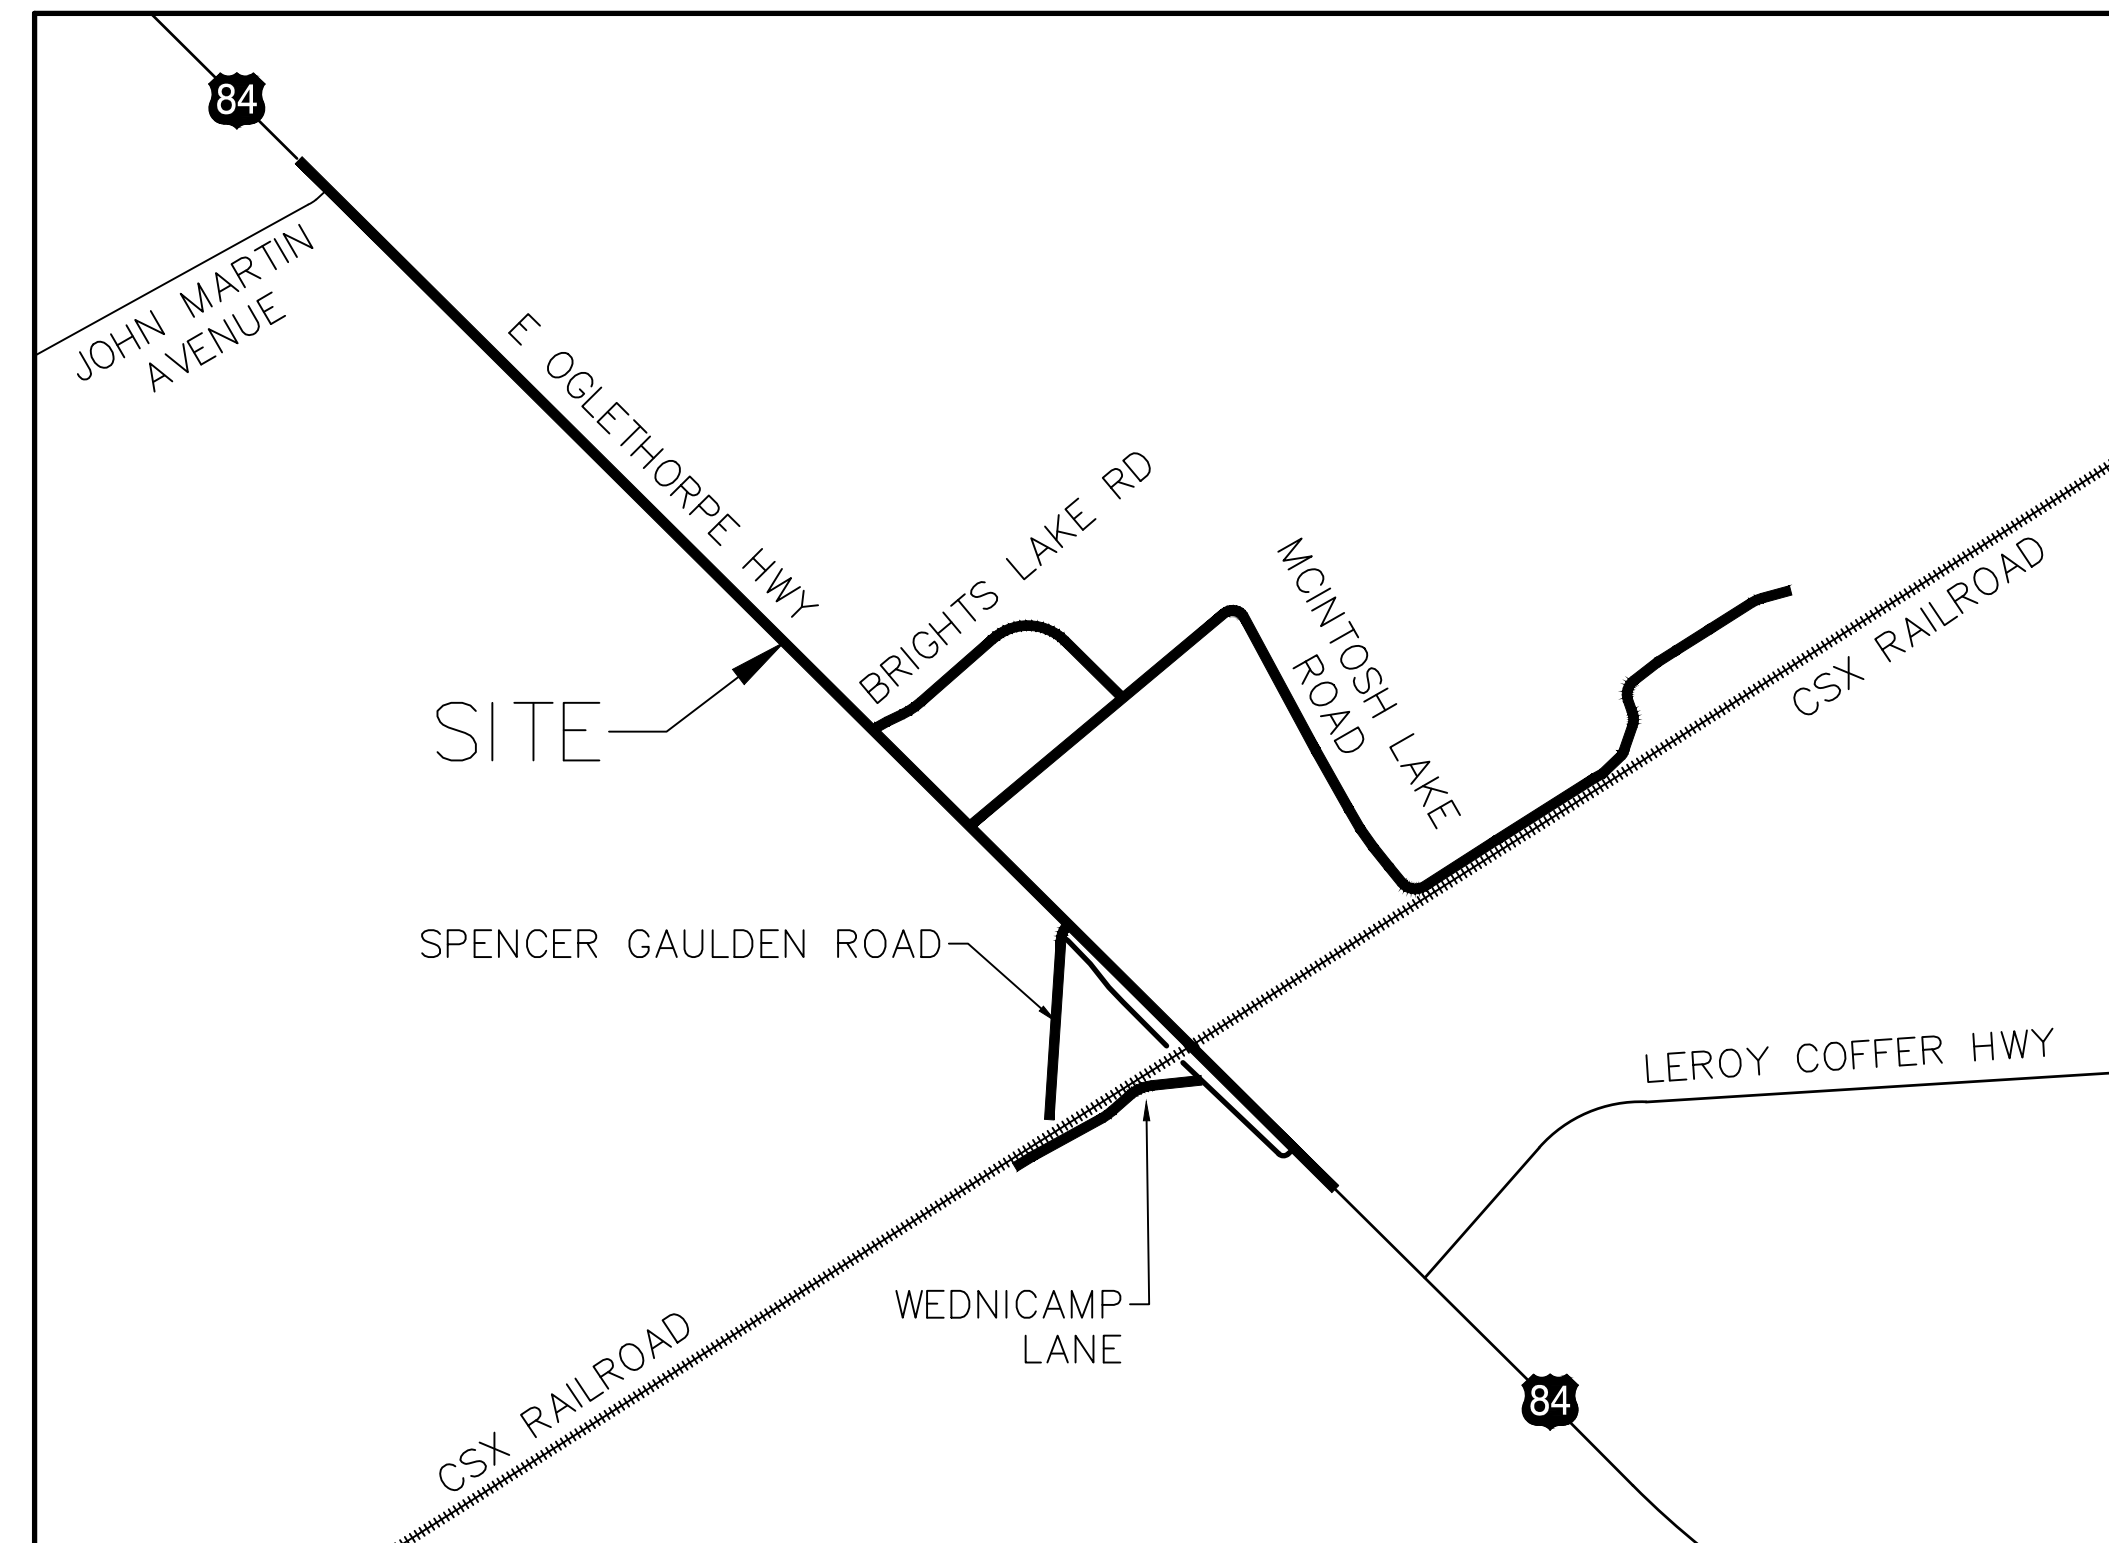 84
JOHN MARTIN
AVENUE
E OGLETHORPE HWY
BRIGHTS LAKE RD
MCINTOSH LAKE
ROAD
CSX RAILROAD
SITE
SPENCER GAULDEN ROAD
LEROY COFFER HWY
WEDNICAMP
LANE
CSX RAILROAD
84